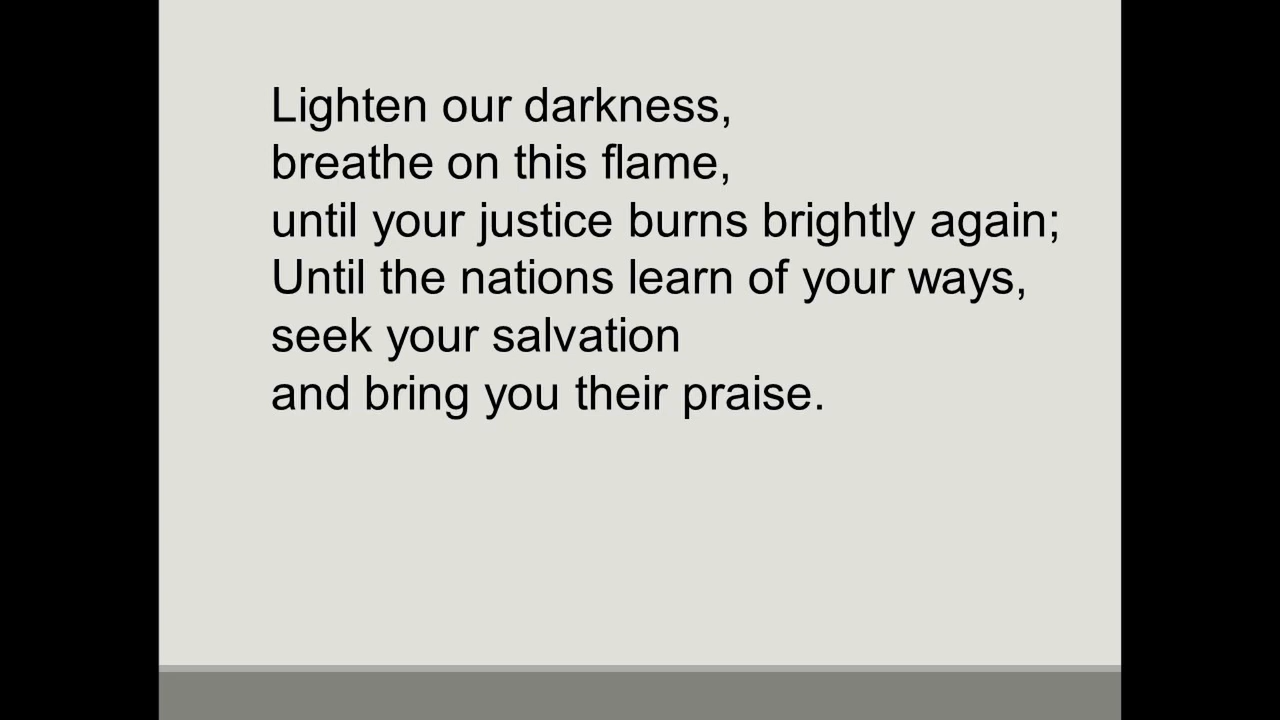 Lighten our darkness,
breathe on this flame,
until your justice burns brightly again;
Until the nations learn of your ways,
seek your salvation
and bring you their praise.